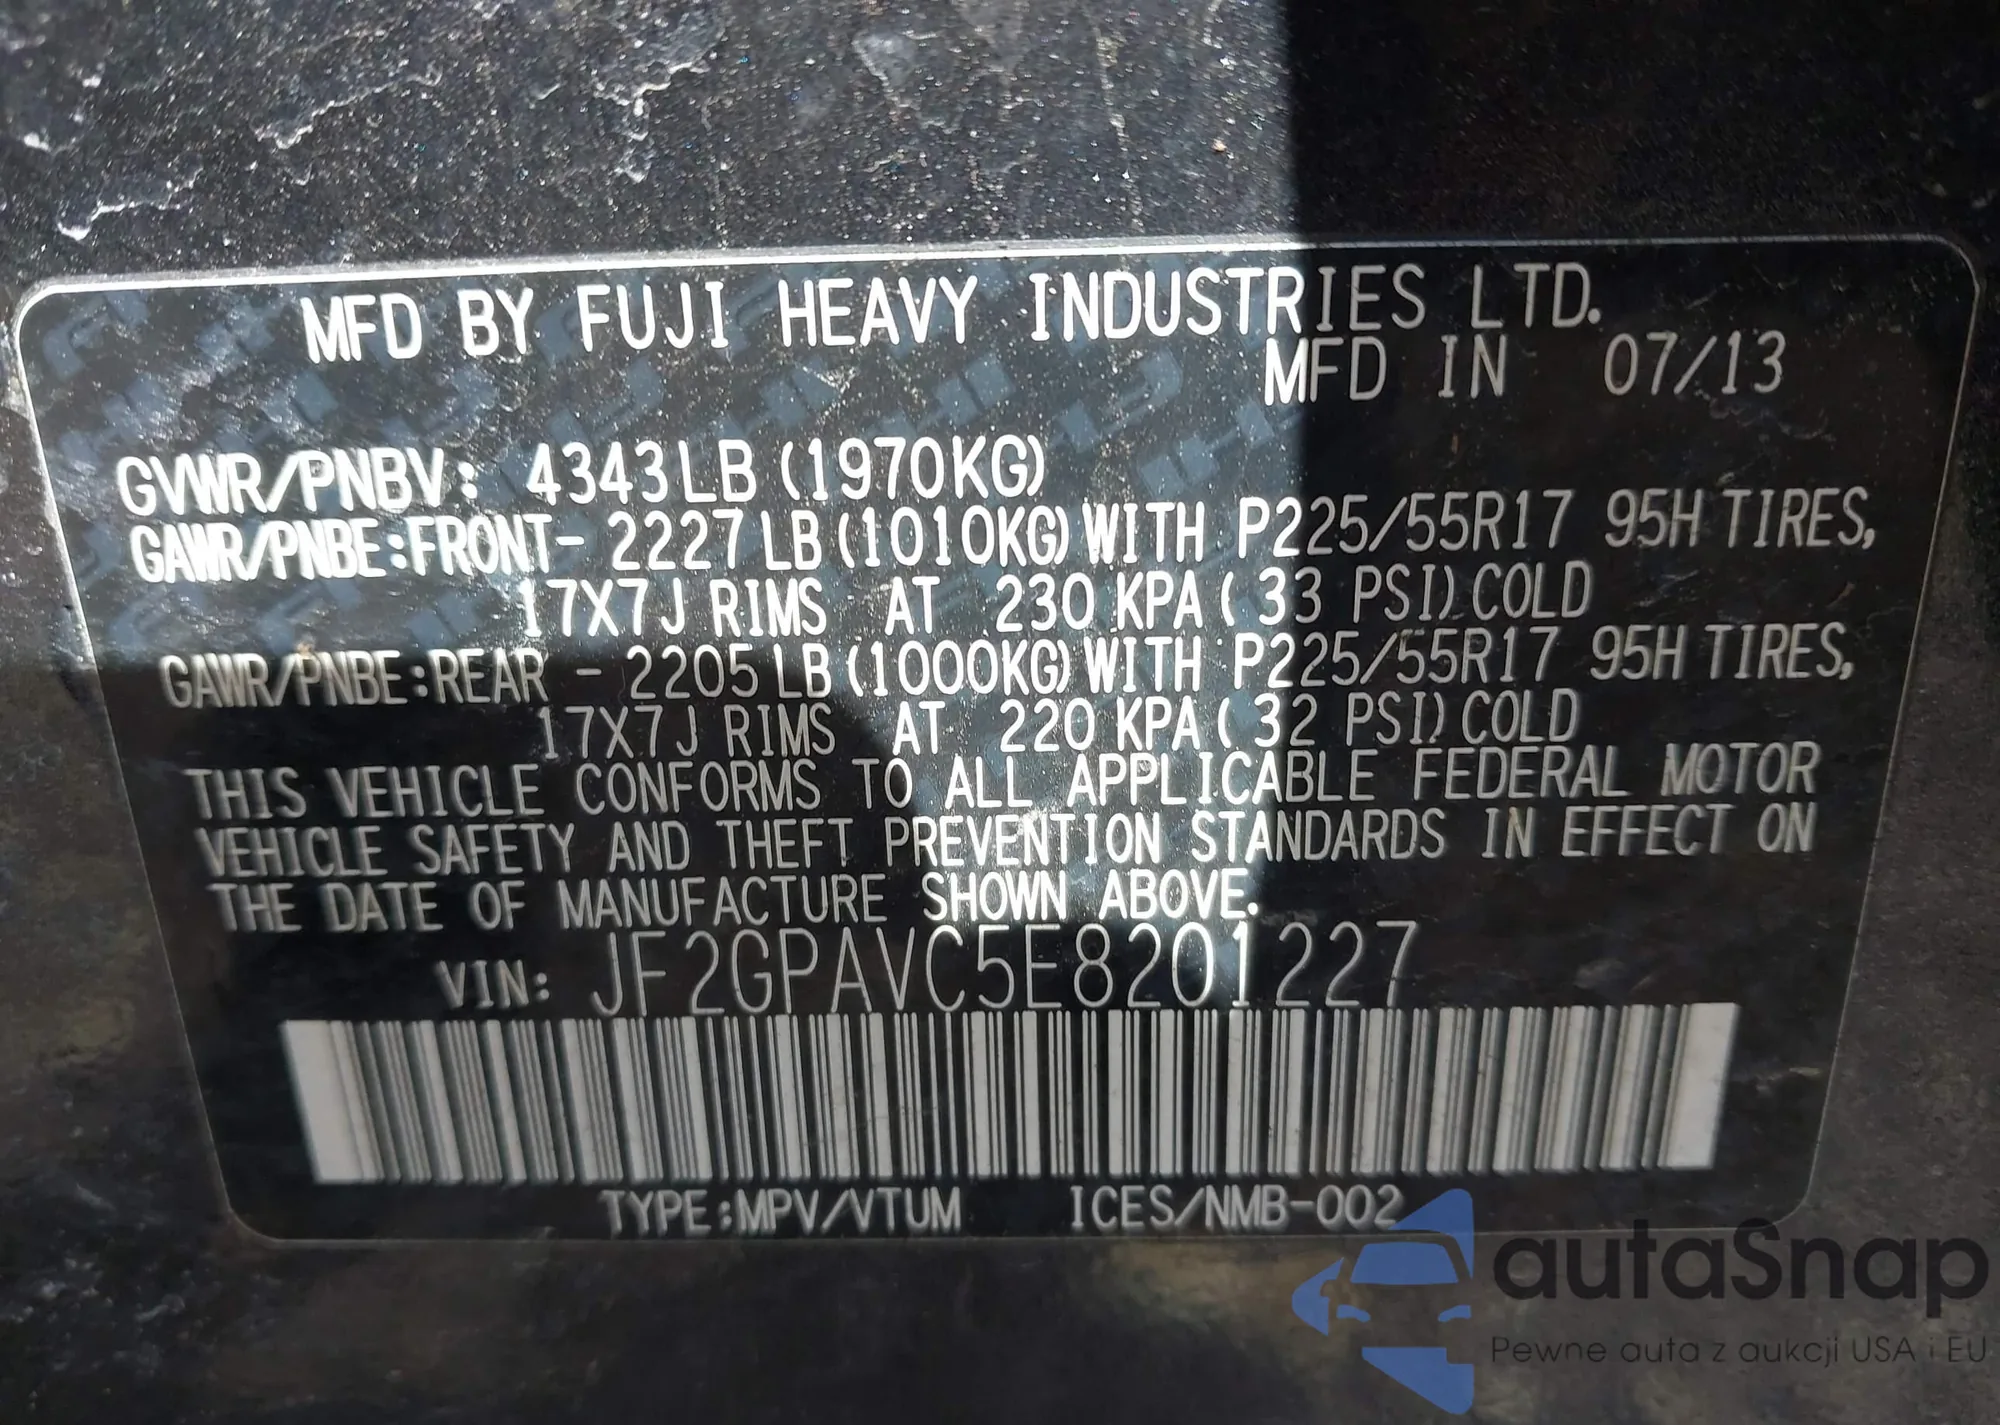 MFD BY FUJI HEAVY INDUSTRIES LTD.
MFD IN 07/13
GVWR/PNBV: 4343LB (1970KG)
GAWR/PNBE:FRONT- 2227LB (1010KG) WITH P225/55R17 95H TIRES,
17X7J RIMS AT 230 KPA ( 33 PSI) COLD
GAWR/PNBE:REAR - 2205LB (1000KG) WITH P225/55R17 95H TIRES,
17X7J RIMS AT 220 KPA ( 32 PSI) COLD
THIS VEHICLE CONFORMS TO ALL APPLICABLE FEDERAL MOTOR
VEHICLE SAFETY AND THEFT PREVENTION STANDARDS IN EFFECT ON
THE DATE OF MANUFACTURE SHOWN ABOVE.
VIN: JF2GPAVC5E8201227
TYPE:MPV/VTUM ICES/NMB-002
autaSnap
Pewne auta z aukcji USA i EU